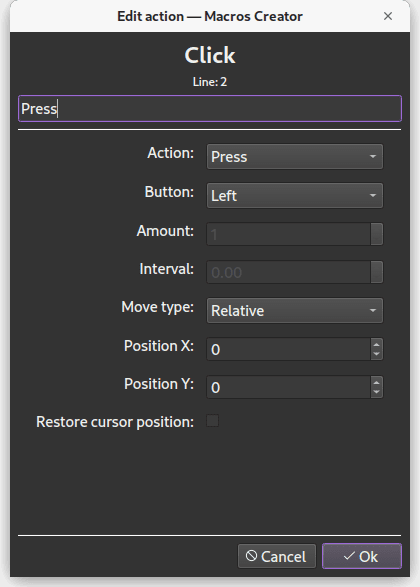 Edit action — Macros Creator
Click
Line: 2
Press
Action: Press
Button: Left
Amount: 1
Interval: 0.00
Move type: Relative
Position X: 0
Position Y: 0
Restore cursor position:
Cancel Ok